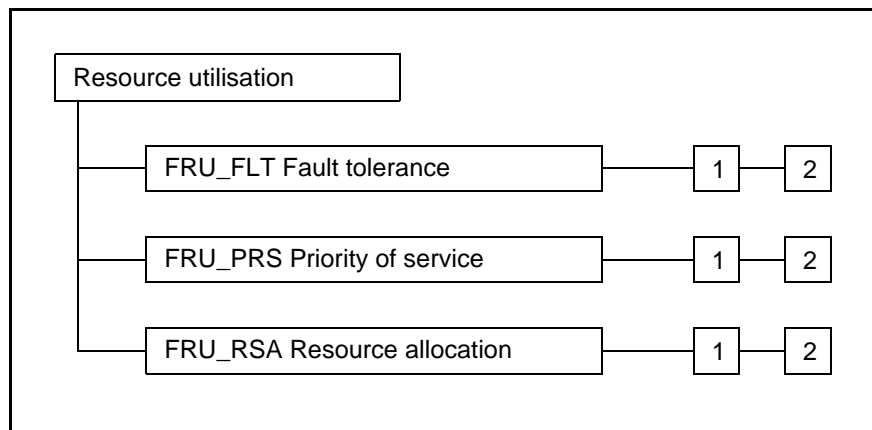 Resource utilisation
FRU_FLT Fault tolerance 1 2
FRU_PRS Priority of service 1 2
FRU_RSA Resource allocation 1 2